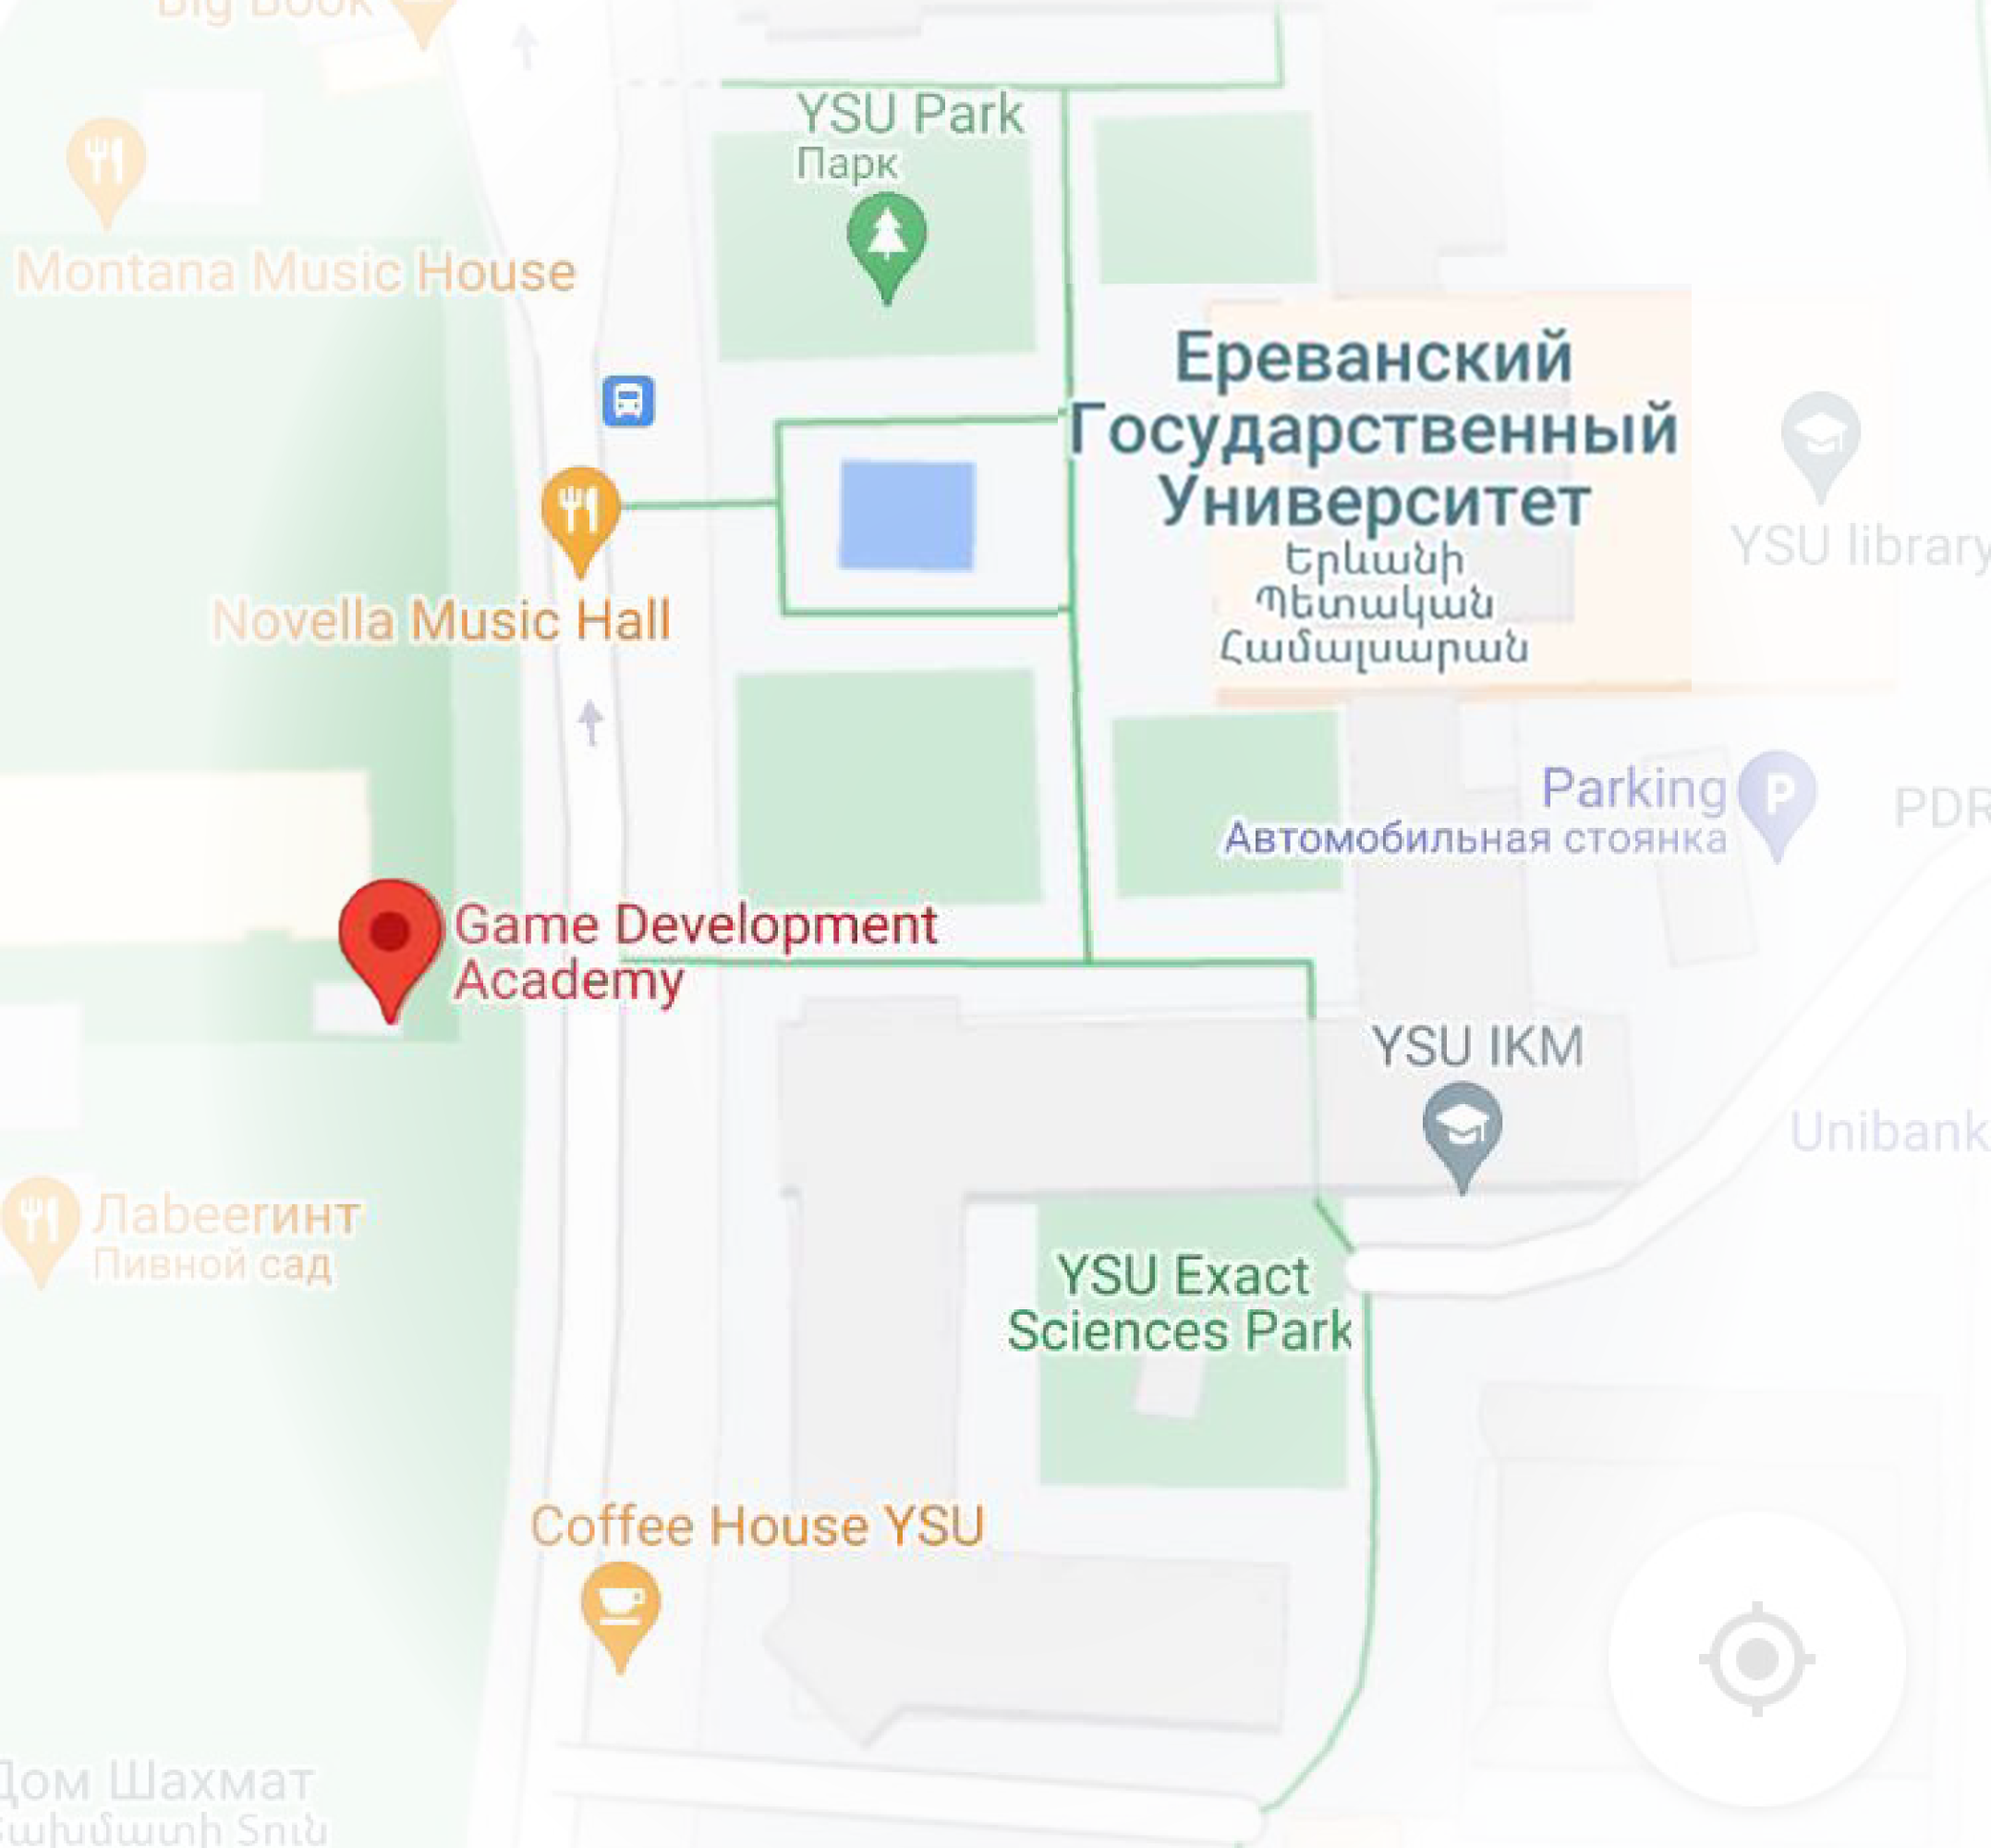 Big Book
YSU Park
Парк
Montana Music House
Ереванский
Государственный
Университет
Երևանի
Պետական
Համալսարան
YSU library
Novella Music Hall
Parking
Автомобильная стоянка
P
PDR
Game Development
Academy
YSU IKM
Unibank
Лabeerинт
Пивной сад
YSU Exact
Sciences Park
Coffee House YSU
Дом Шахмат
Շախմատի Տուն